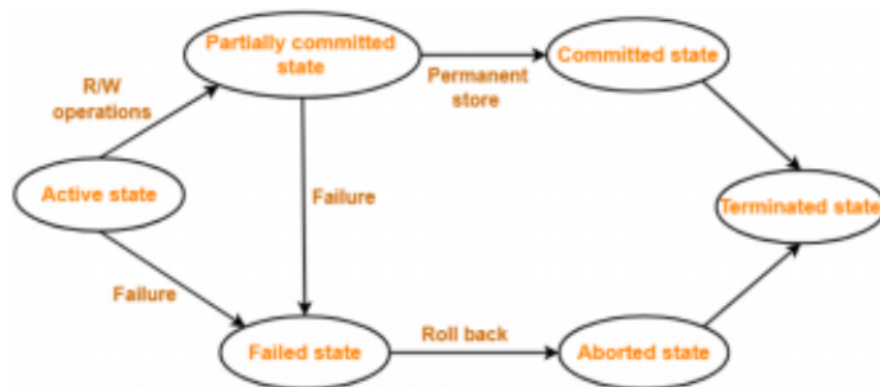 Partially committed
state
Committed state
Permanent
store
R/W
operations
Active state
Failure
Terminated state
Failure
Failed state
Roll back
Aborted state